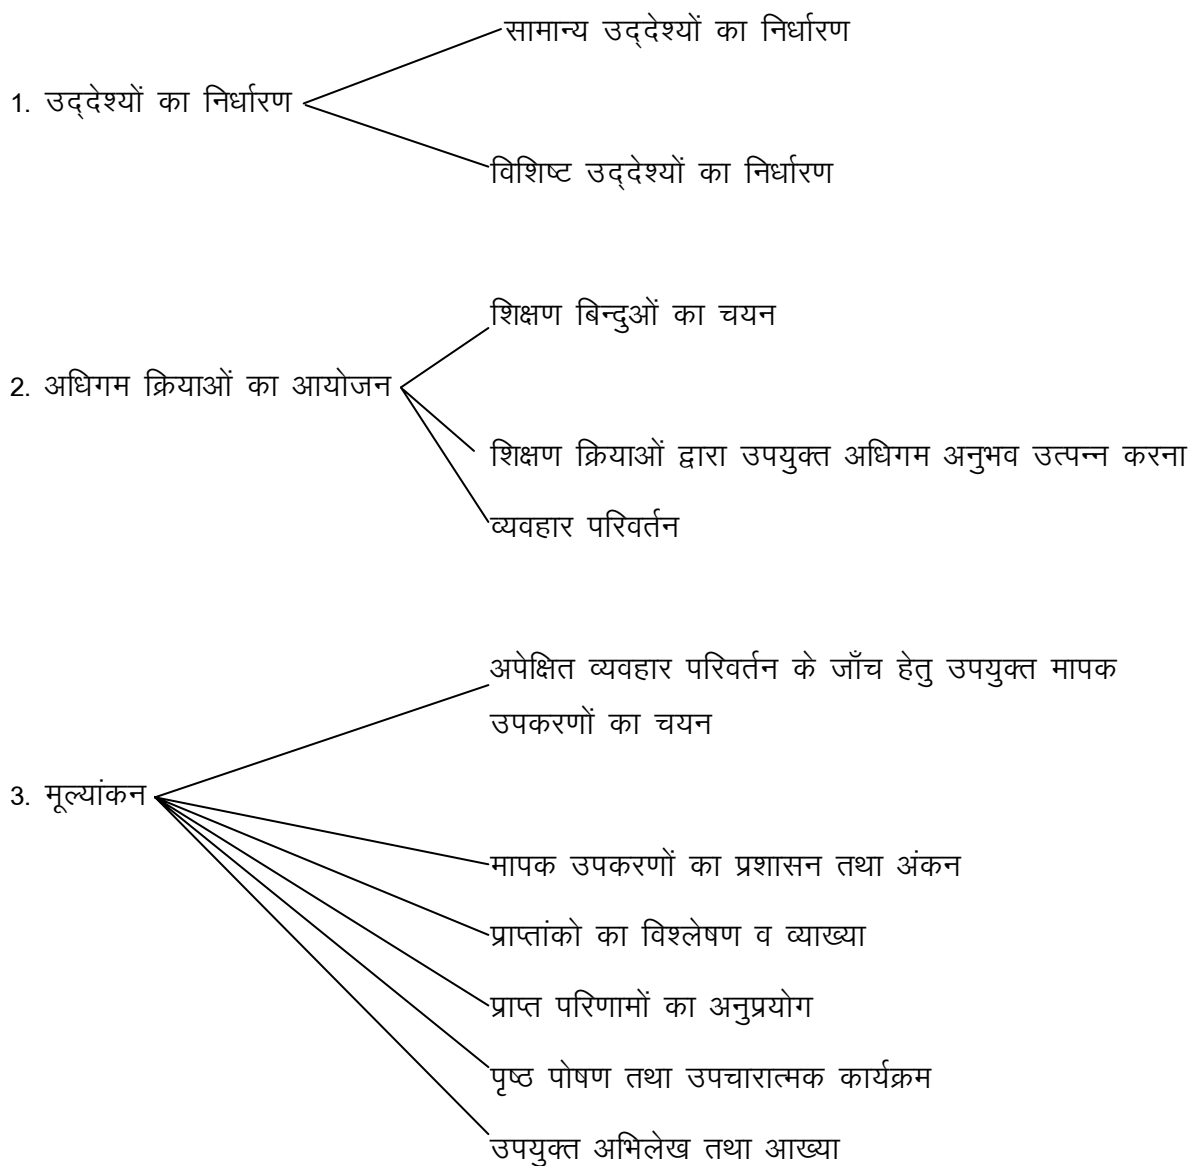 सामान्य उद्देश्यों का निर्धारण
1. उद्देश्यों का निर्धारण
विशिष्ट उद्देश्यों का निर्धारण
शिक्षण बिन्दुओं का चयन
2. अधिगम क्रियाओं का आयोजन
शिक्षण क्रियाओं द्वारा उपयुक्त अधिगम अनुभव उत्पन्न करना
व्यवहार परिवर्तन
अपेक्षित व्यवहार परिवर्तन के जाँच हेतु उपयुक्त मापक
उपकरणों का चयन
3. मूल्यांकन
मापक उपकरणों का प्रशासन तथा अंकन
प्राप्तांको का विश्लेषण व व्याख्या
प्राप्त परिणामों का अनुप्रयोग
पृष्ठ पोषण तथा उपचारात्मक कार्यक्रम
उपयुक्त अभिलेख तथा आख्या